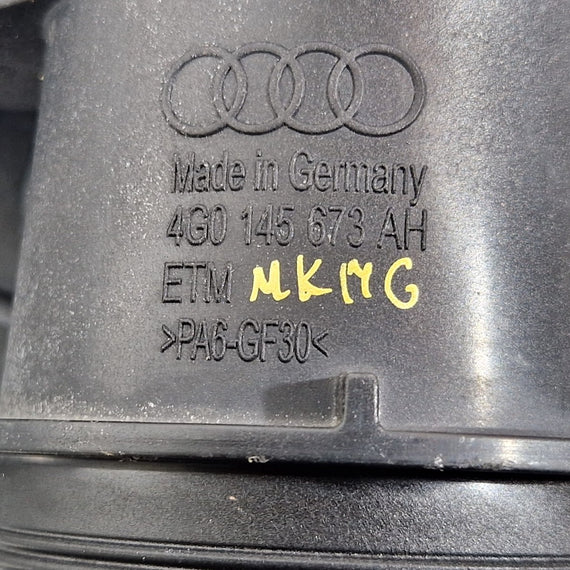 Made in Germany
4G0 145 673 AH
ETM MK17G
>PA6-GF30<